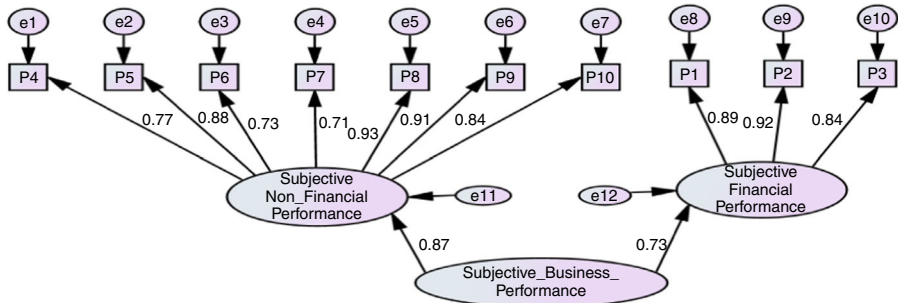 e1 e2 e3 e4 e5 e6 e7 e8 e9 e10
P4 P5 P6 P7 P8 P9 P10 P1 P2 P3
0.77 0.88 0.73 0.71 0.93 0.91 0.84 0.89 0.92 0.84
Subjective
Non_Financial
Performance
e11
e12
Subjective
Financial
Performance
0.87
0.73
Subjective_Business_
Performance